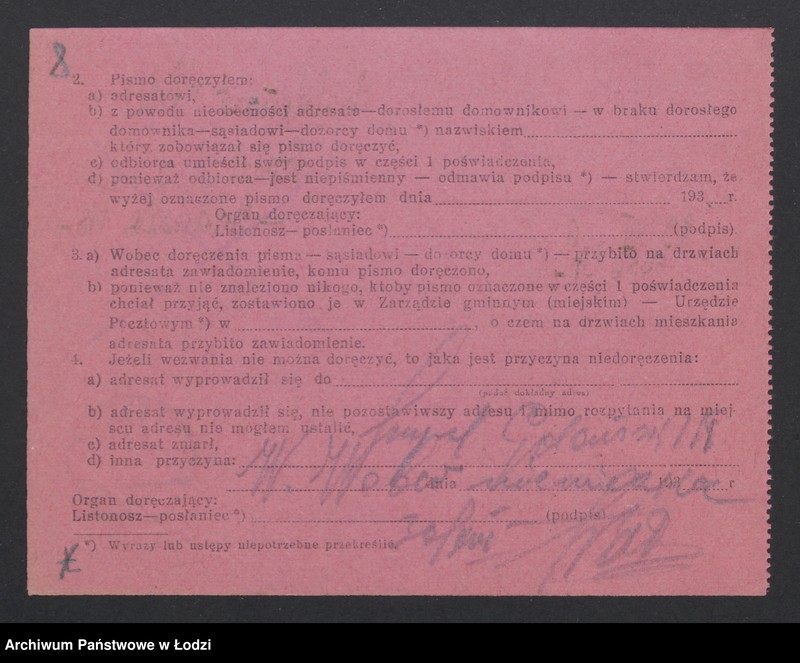 8
2. Pismo doręczyłem:
a) adresatowi,
b) z powodu nieobecności adresata—dorosłemu domownikowi — w braku dorosłego
domownika—sąsiadowi—dozorcy domu *) nazwiskiem
który zobowiązał się pismo doręczyć,
c) odbiorca umieścił swój podpis w części 1 poświadczenia,
d) ponieważ odbiorca—jest niepiśmienny — odmawia podpisu *) — stwierdzam, że
wyżej oznaczone pismo doręczyłem dnia 193 r.
Organ doręczający:
Listonosz—posłaniec *) (podpis)
3. a) Wobec doręczenia pisma — sąsiadowi — dozorcy domu *) — przybito na drzwiach
adresata zawiadomienie, komu pismo doręczono,
b) ponieważ nie znaleziono nikogo, ktoby pismo oznaczone w części 1 poświadczenia
chciał przyjąć, zostawiono je w Zarządzie gminnym (miejskim) — Urzędzie
Pocztowym *) w , o czem na drzwiach mieszkania
adresata przybito zawiadomienie.
4. Jeżeli wezwania nie można doręczyć, to jaka jest przyczyna niedoręczenia:
a) adresat wyprowadził się do
(podać dokładny adres)
b) adresat wyprowadził się, nie pozostawiwszy adresu i mimo rozpytania na miej-
scu adresu nie mogłem ustalić,
c) adresat zmarł,
d) inna przyczyna:
dnia 193 r
Organ doręczający:
Listonosz—posłaniec *) (podpis)
*) Wyrazy lub ustępy niepotrzebne przekreślić.
Archiwum Państwowe w Łodzi